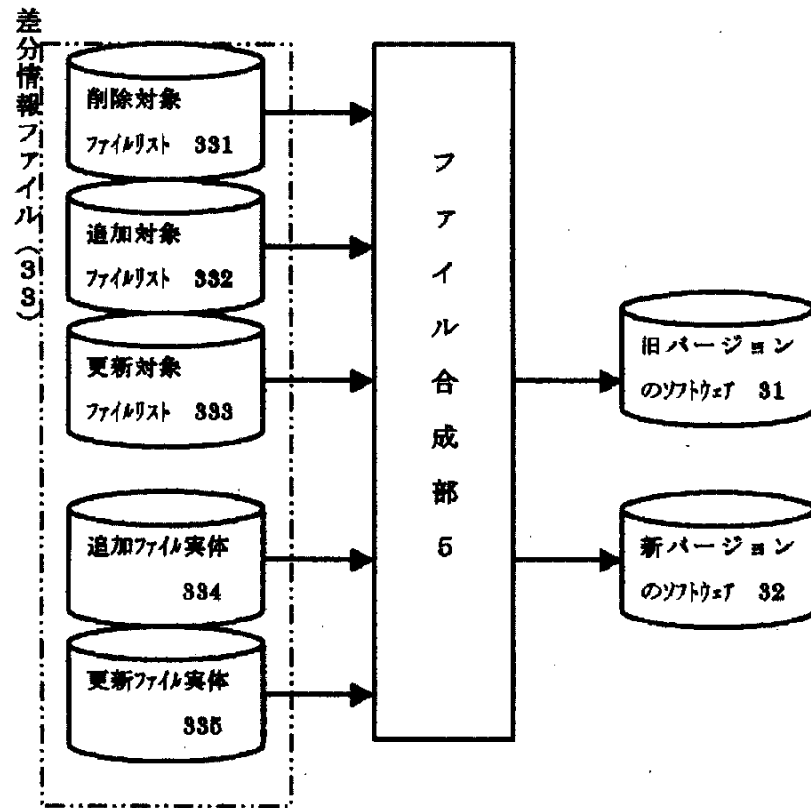 差分情報ファイル(33)
削除対象
ファイルリスト 331
追加対象
ファイルリスト 332
更新対象
ファイルリスト 333
追加ファイル実体
334
更新ファイル実体
335
ファイル合成部5
旧バージョン
のソフトウェア 31
新バージョン
のソフトウェア 32